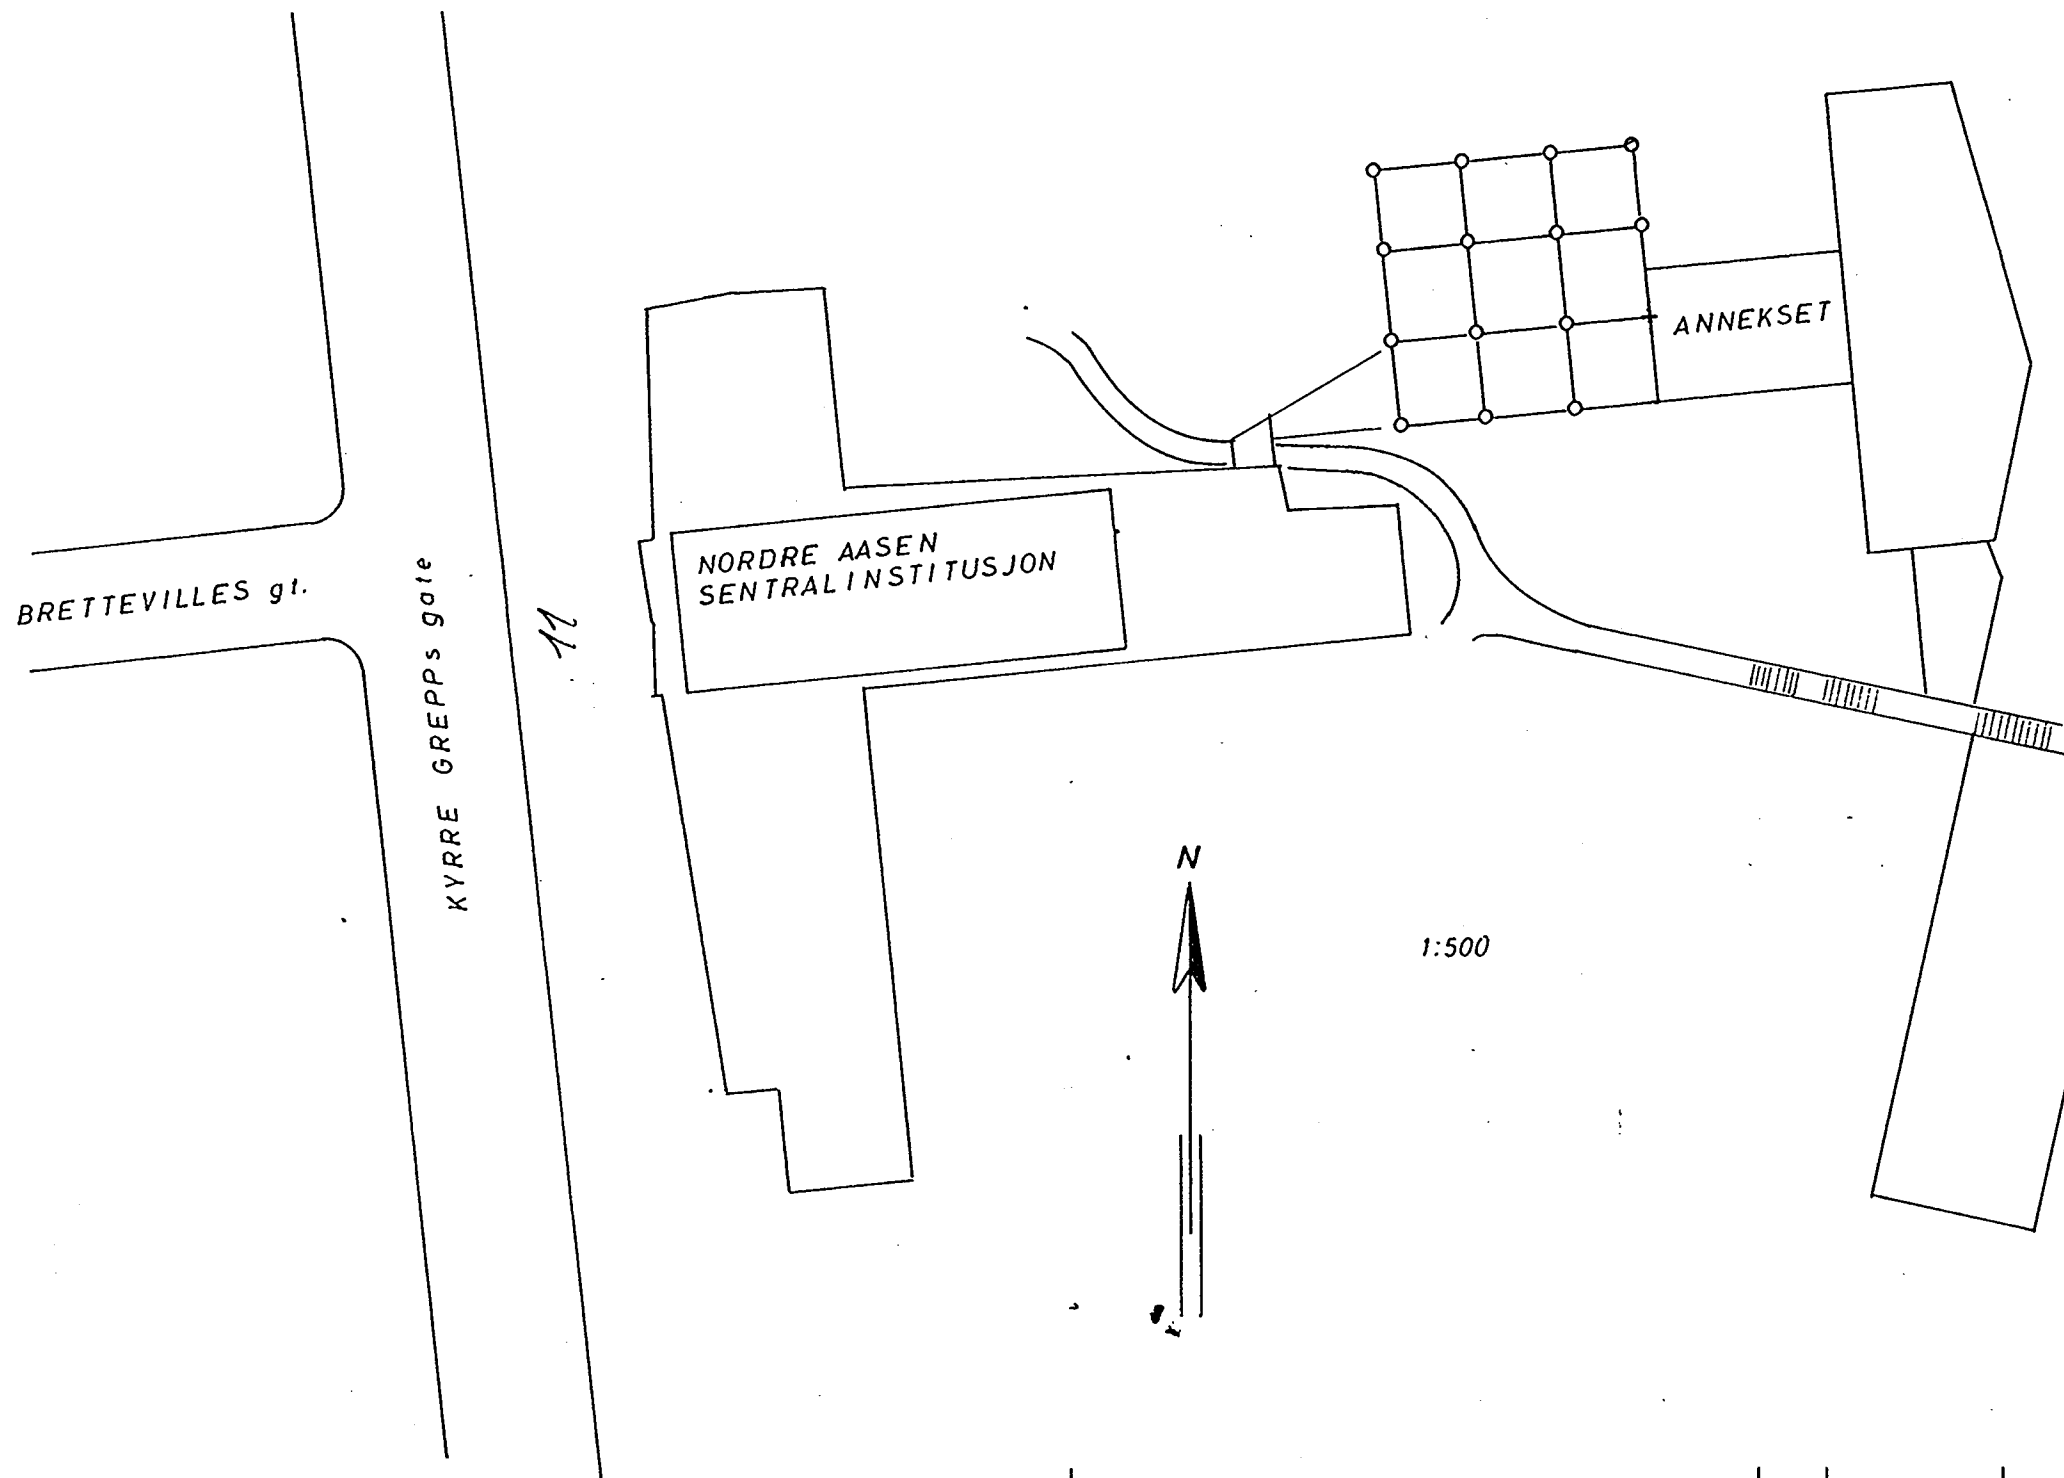 ANNEKSET
NORDRE AASEN
SENTRALINSTITUSJON
BRETTEVILLES gt.
KYRRE GREPPs gate
11
N
1:500